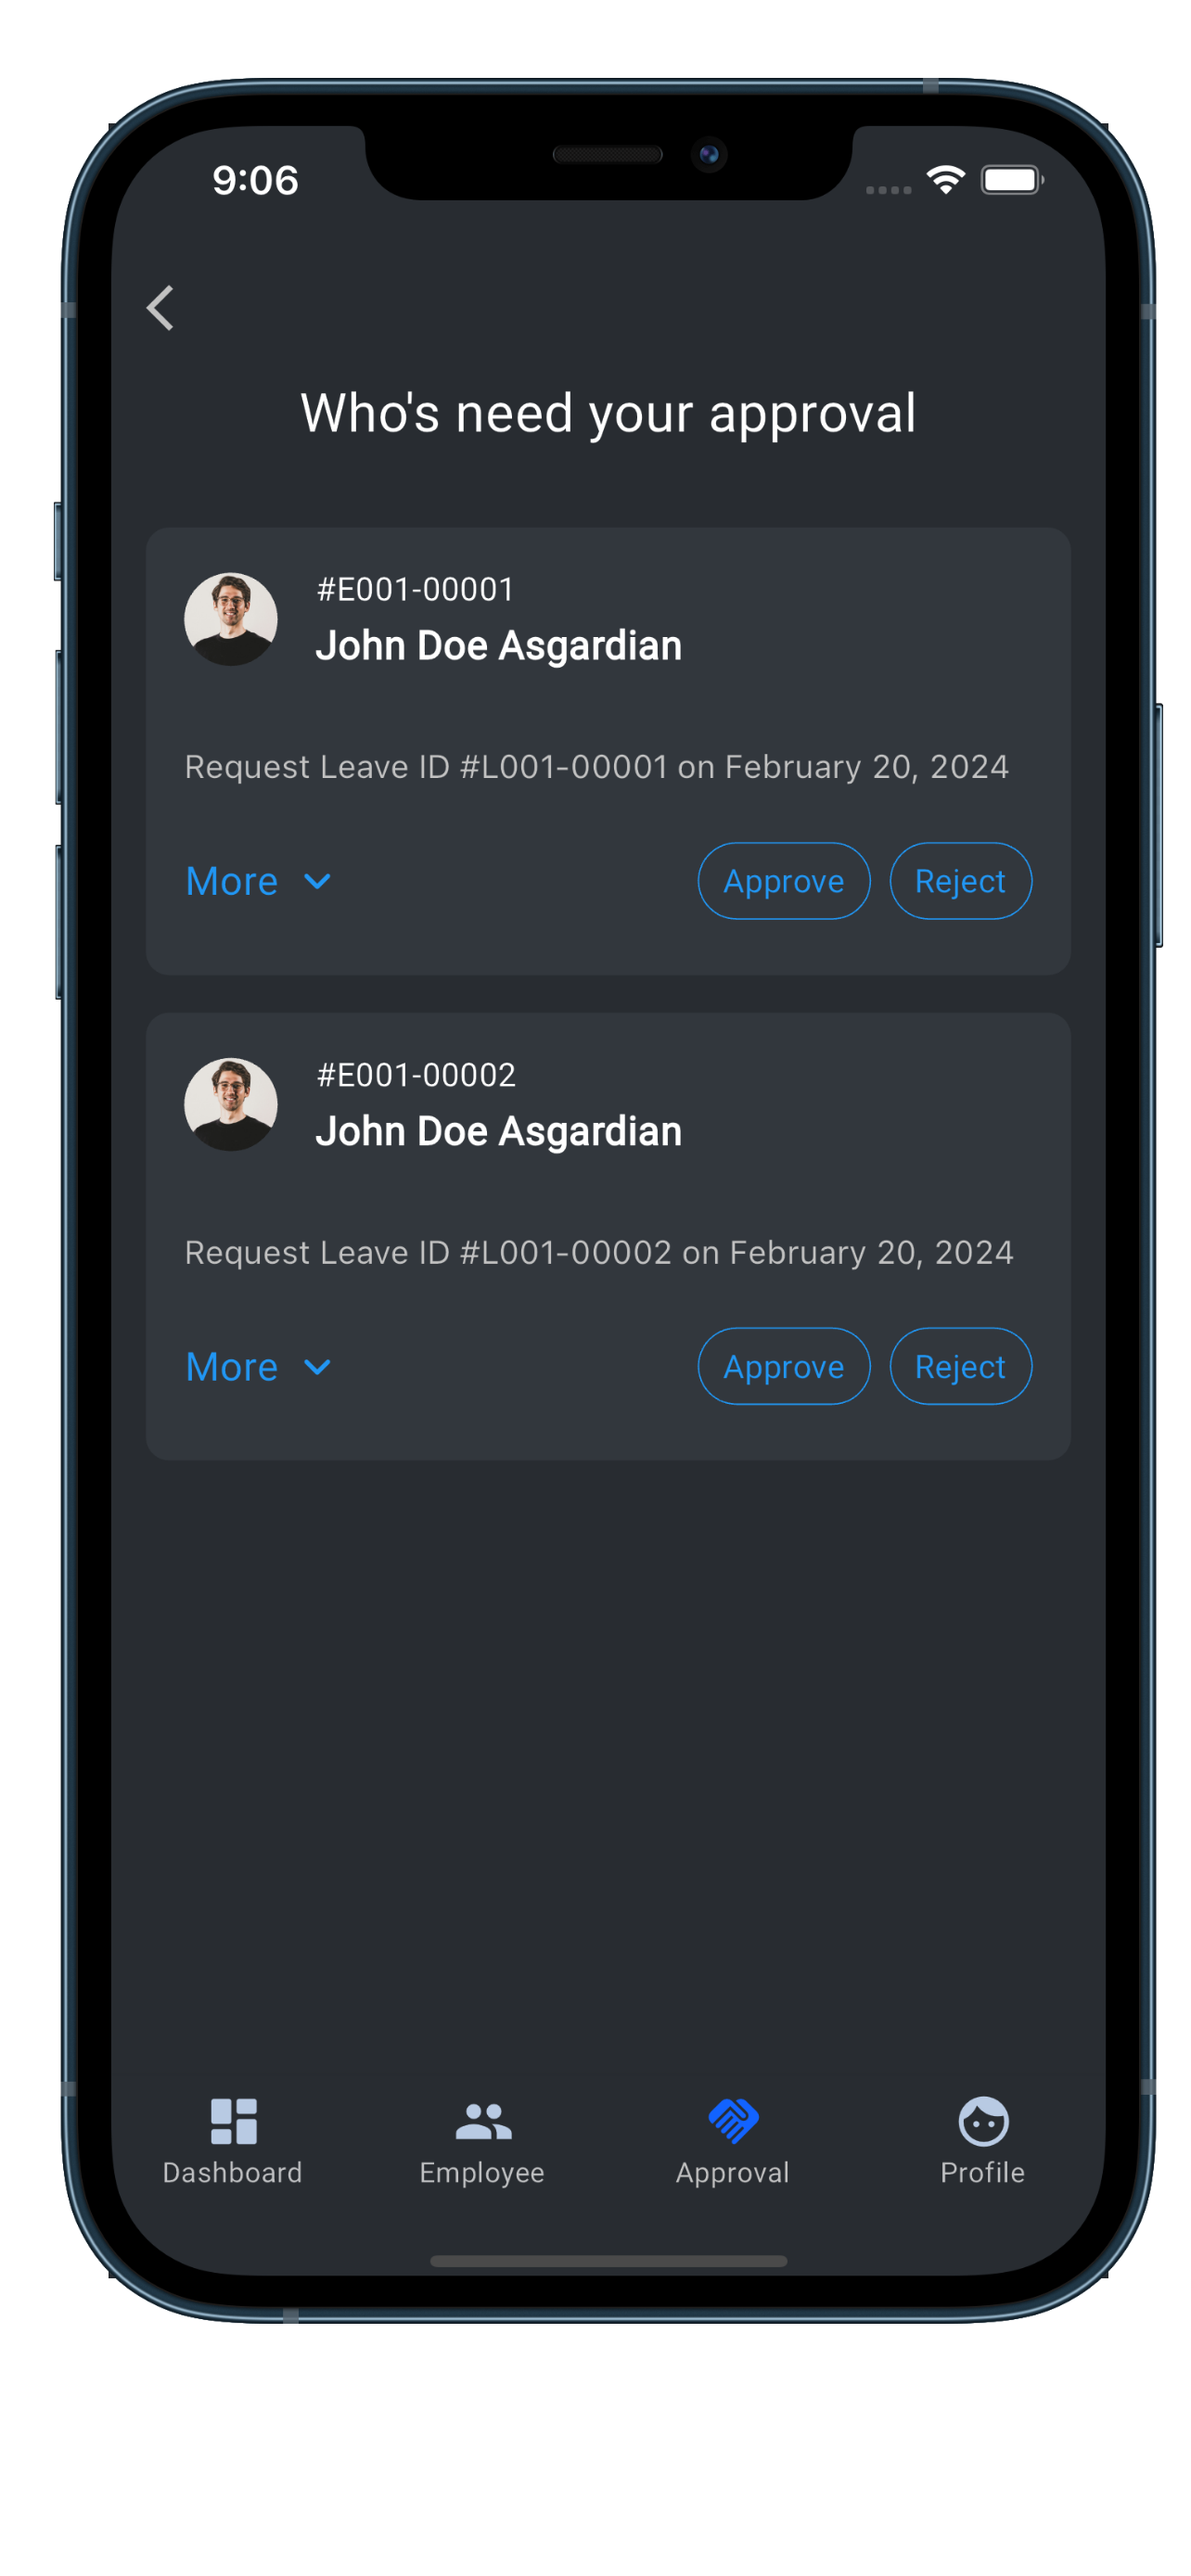 9:06
Who's need your approval
#E001-00001
John Doe Asgardian
Request Leave ID #L001-00001 on February 20, 2024
More Approve Reject
#E001-00002
John Doe Asgardian
Request Leave ID #L001-00002 on February 20, 2024
More Approve Reject
Dashboard Employee Approval Profile